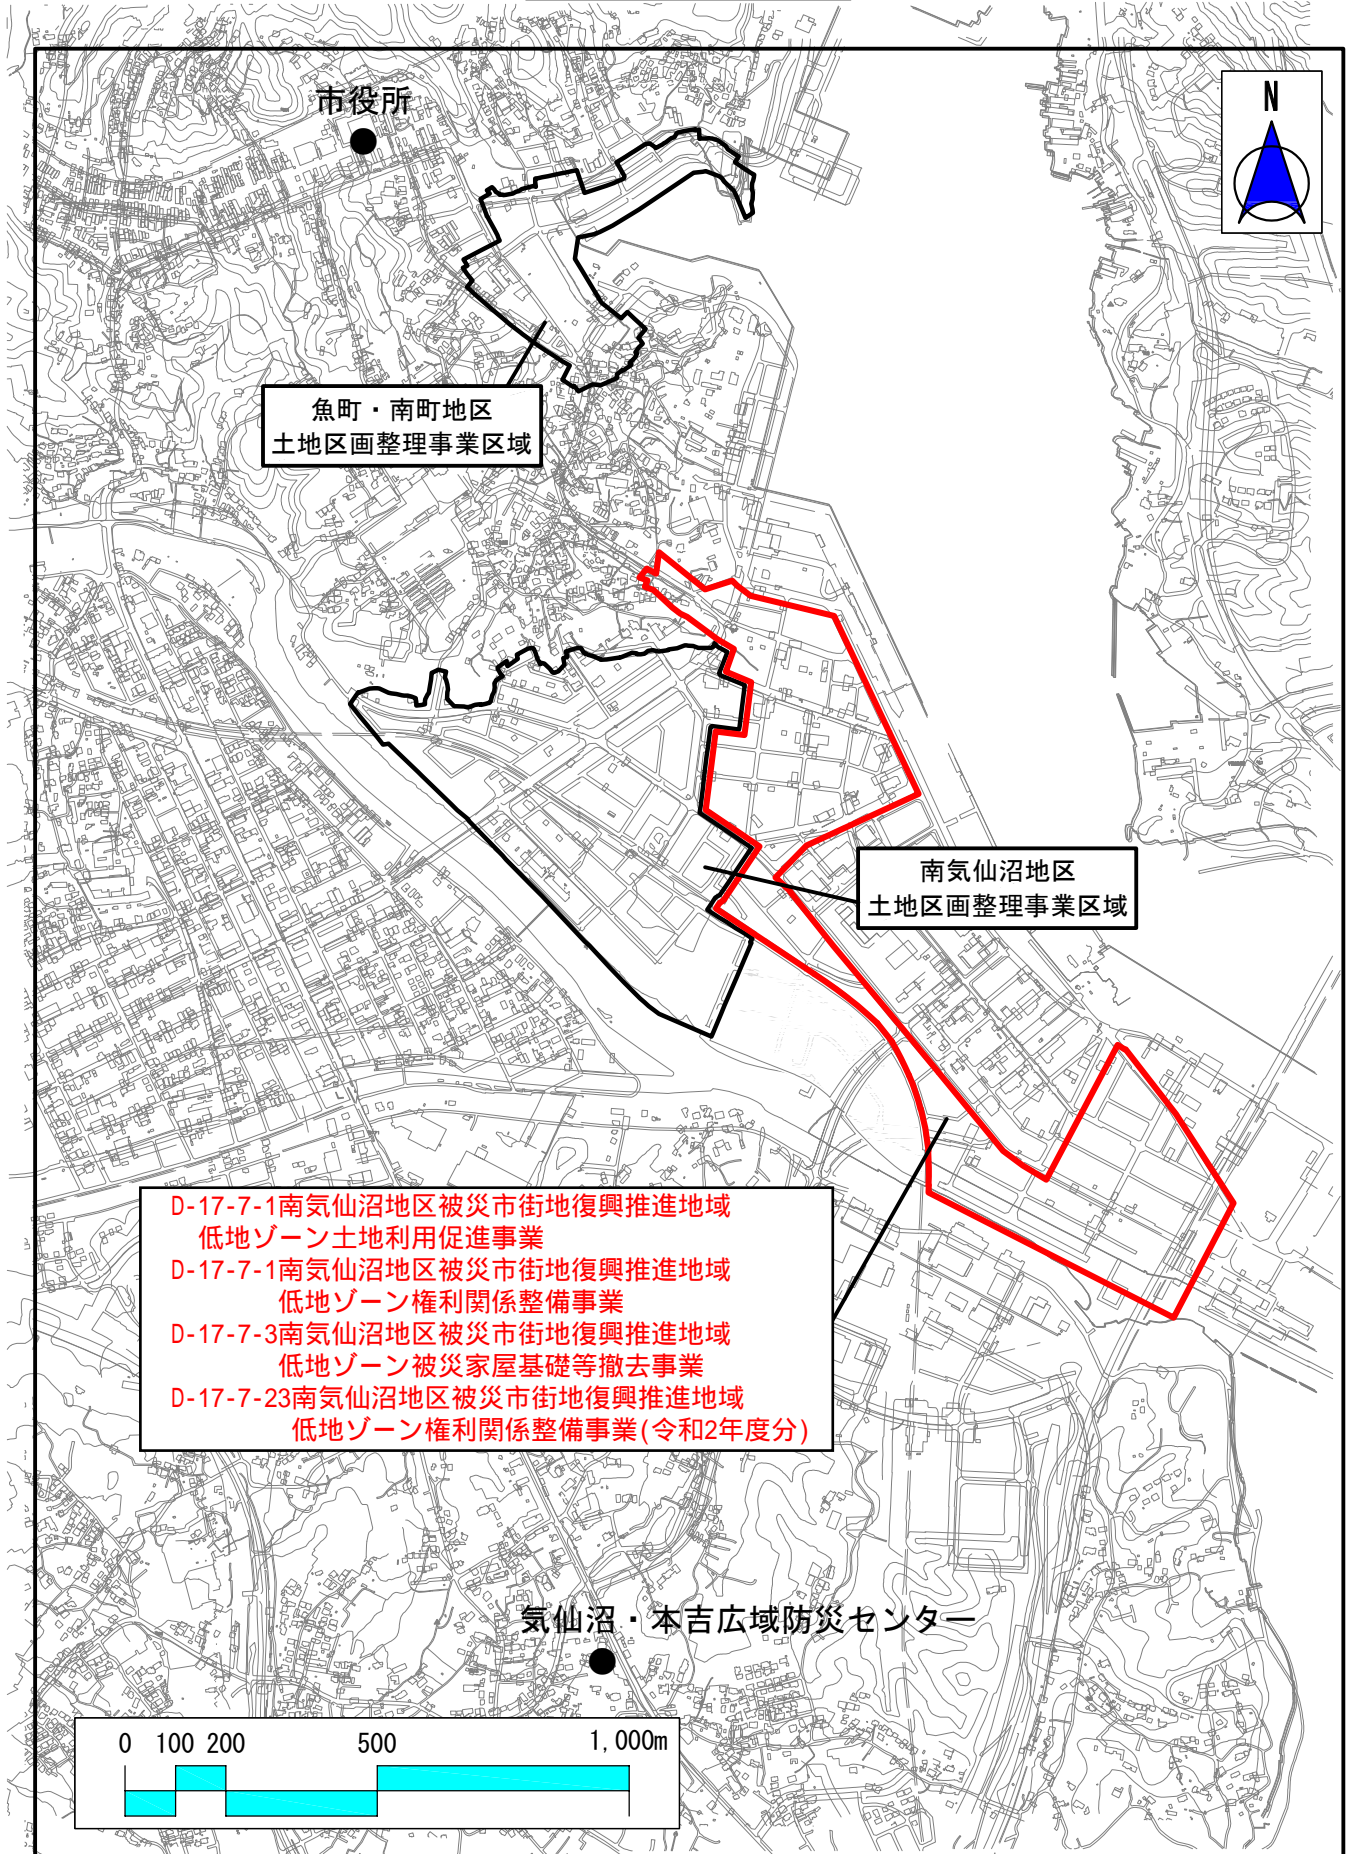 市役所
N
魚町・南町地区
土地区画整理事業区域
南気仙沼地区
土地区画整理事業区域
D-17-7-1南気仙沼地区被災市街地復興推進地域
低地ゾーン土地利用促進事業
D-17-7-1南気仙沼地区被災市街地復興推進地域
低地ゾーン権利関係整備事業
D-17-7-3南気仙沼地区被災市街地復興推進地域
低地ゾーン被災家屋基礎等撤去事業
D-17-7-23南気仙沼地区被災市街地復興推進地域
低地ゾーン権利関係整備事業(令和2年度分)
気仙沼・本吉広域防災センター
0 100 200 500 1,000m